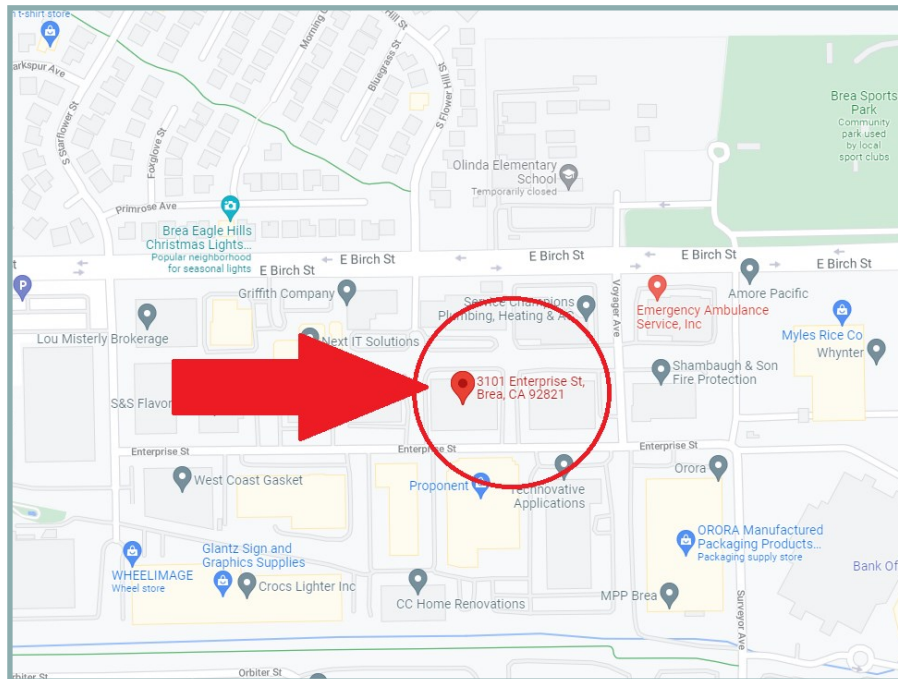 n t-shirt store
Hill St
Morning C
Bluegrass St
S Flower Hill St
arkspur Ave
S Starflower St
Foxglove St
Primrose Ave
Brea Sports
Park
Community
park used
by local
sport clubs
Olinda Elementary
School
Temporarily closed
Brea Eagle Hills
Christmas Lights...
Popular neighborhood
for seasonal lights
E Birch St
E Birch St
E Birch St
E Birch St
E Birch St
P
Griffith Company
Lou Misterly Brokerage
Next IT Solutions
Service Champions
Plumbing, Heating & AC
Voyager Ave
Emergency Ambulance
Service, Inc
Amore Pacific
Myles Rice Co
Whynter
Shambaugh & Son
Fire Protection
S&S Flavo
3101 Enterprise St,
Brea, CA 92821
Enterprise St
Enterprise St
Enterprise St
West Coast Gasket
Proponent
Technovative
Applications
Orora
ORORA Manufactured
Packaging Products...
Packaging supply store
Bank Of
WHEELIMAGE
Wheel store
Glantz Sign and
Graphics Supplies
Crocs Lighter Inc
CC Home Renovations
MPP Brea
Surveyor Ave
rbiter St
Orbiter St